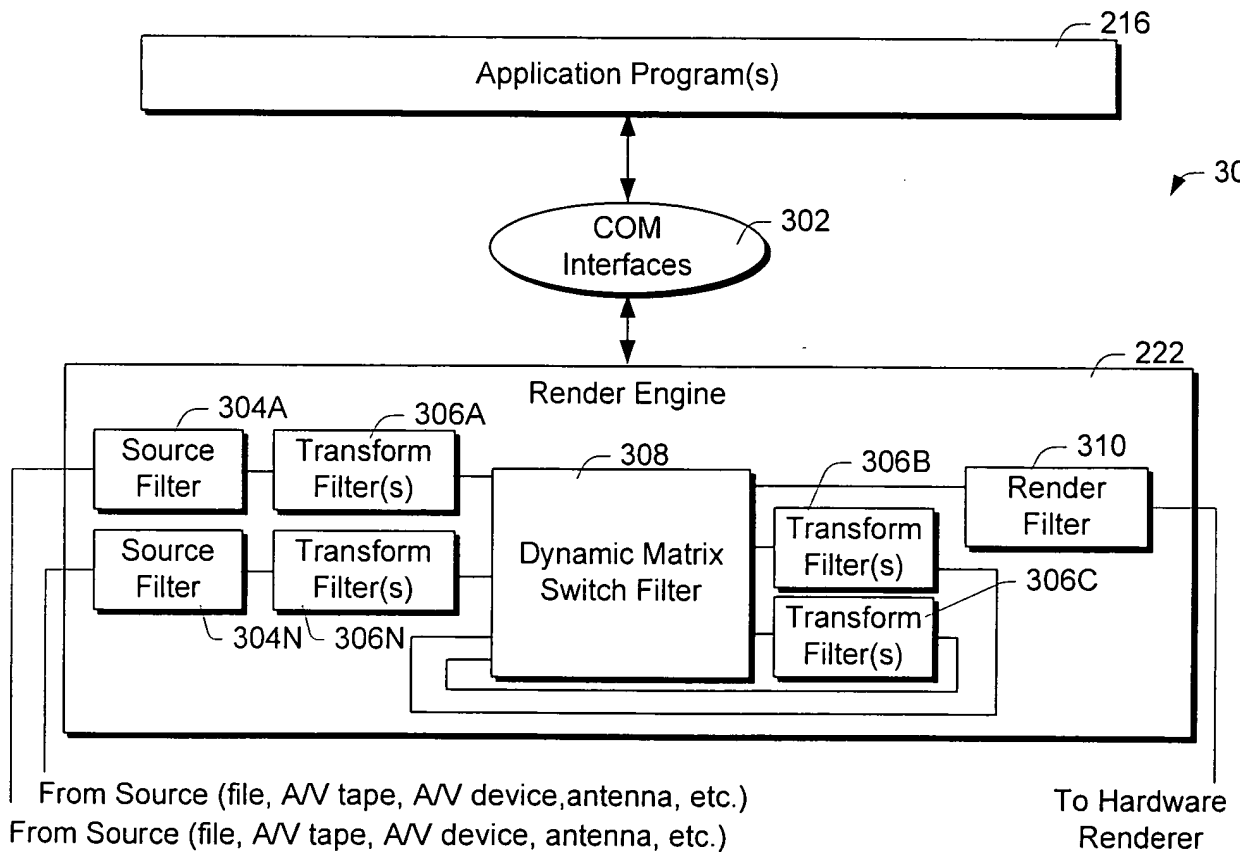 216
Application Program(s)
30
COM
Interfaces
302
222
Render Engine
304A
306A
Source
Filter
Transform
Filter(s)
308
306B
310
Render
Filter
Source
Filter
Transform
Filter(s)
Dynamic Matrix
Switch Filter
Transform
Filter(s)
306C
304N
306N
Transform
Filter(s)
From Source (file, A/V tape, A/V device,antenna, etc.)
From Source (file, A/V tape, A/V device, antenna, etc.)
To Hardware
Renderer